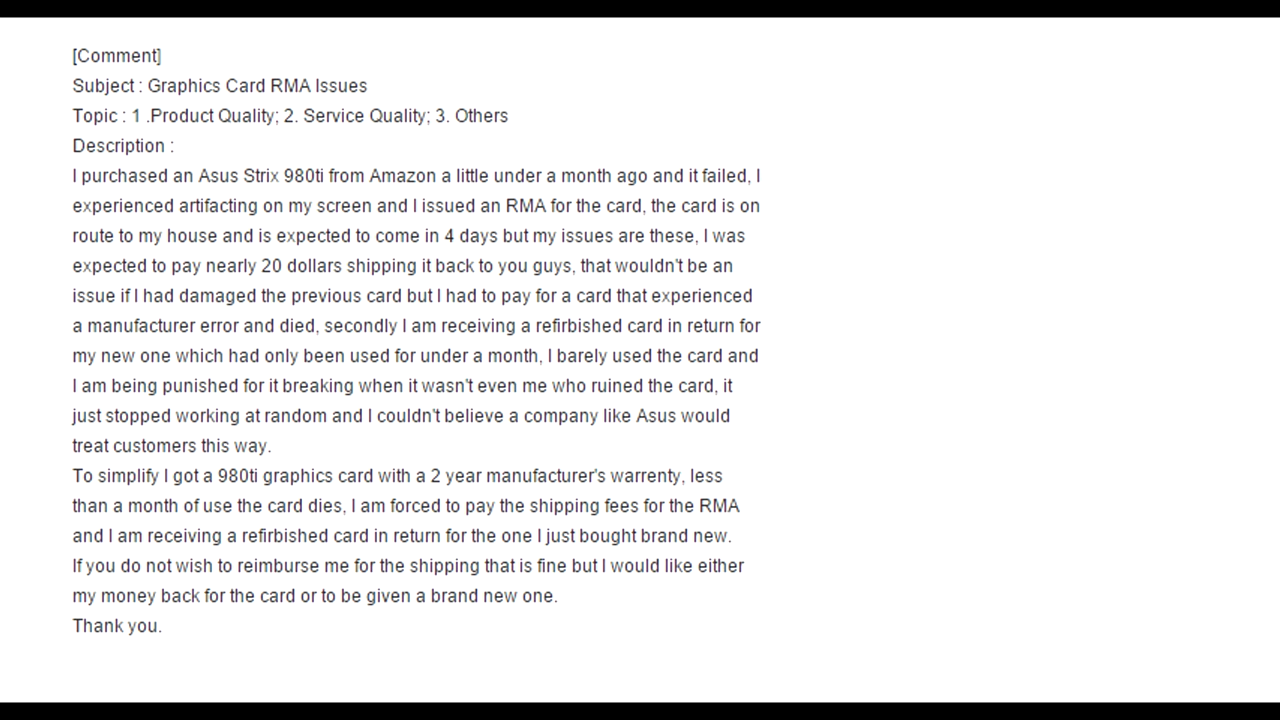 [Comment]
Subject : Graphics Card RMA Issues
Topic : 1 .Product Quality; 2. Service Quality; 3. Others
Description :
I purchased an Asus Strix 980ti from Amazon a little under a month ago and it failed, I
experienced artifacting on my screen and I issued an RMA for the card, the card is on
route to my house and is expected to come in 4 days but my issues are these, I was
expected to pay nearly 20 dollars shipping it back to you guys, that wouldn't be an
issue if I had damaged the previous card but I had to pay for a card that experienced
a manufacturer error and died, secondly I am receiving a refirbished card in return for
my new one which had only been used for under a month, I barely used the card and
I am being punished for it breaking when it wasn't even me who ruined the card, it
just stopped working at random and I couldn't believe a company like Asus would
treat customers this way.
To simplify I got a 980ti graphics card with a 2 year manufacturer's warrenty, less
than a month of use the card dies, I am forced to pay the shipping fees for the RMA
and I am receiving a refirbished card in return for the one I just bought brand new.
If you do not wish to reimburse me for the shipping that is fine but I would like either
my money back for the card or to be given a brand new one.
Thank you.